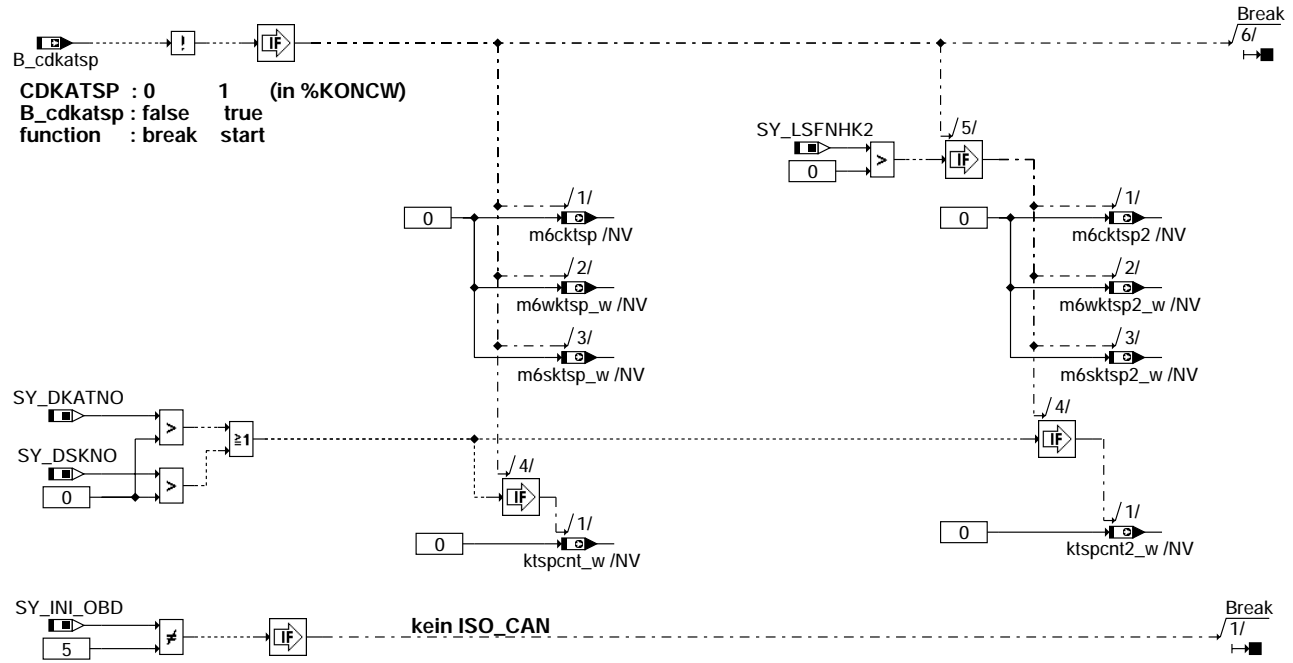 Break
6/
B_cdkatsp
!
IF
CDKATSP : 0 1 (in %KONCW)
B_cdkatsp : false true
function : break start
SY_LSFNHK2
0
>
5/
IF
0
1/
m6cktsp /NV
2/
m6wktsp_w /NV
3/
m6sktsp_w /NV
0
1/
m6cktsp2 /NV
2/
m6wktsp2_w /NV
3/
m6sktsp2_w /NV
SY_DKATNO
>
SY_DSKNO
0
>
≥1
4/
IF
1/
0
ktspcnt_w /NV
4/
IF
1/
0
ktspcnt2_w /NV
SY_INI_OBD
5
≠
IF
kein ISO_CAN
Break
1/